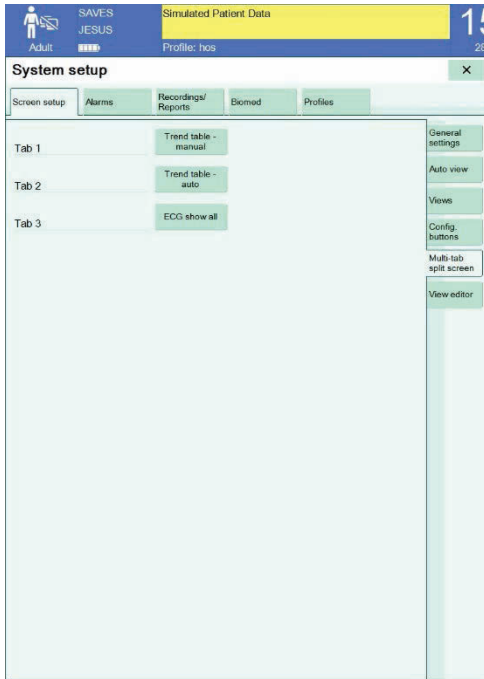 SAVES
JESUS
Simulated Patient Data
Adult
Profile: hos
System setup
Screen setup
Alarms
Recordings/
Reports
Biomed
Profiles
Tab 1
Trend table -
manual
Tab 2
Trend table -
auto
Tab 3
ECG show all
General
settings
Auto view
Views
Config.
buttons
Multi-tab
split screen
View editor